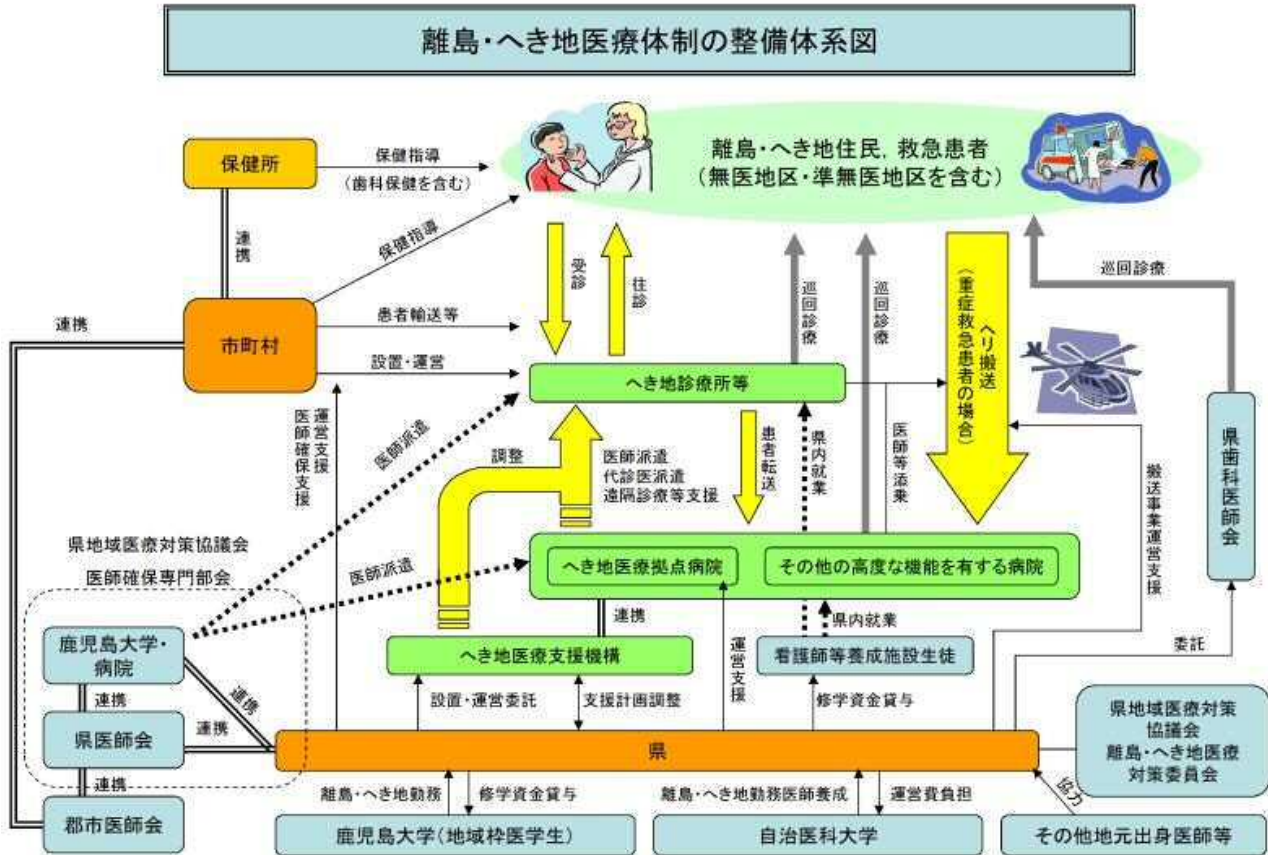 離島・へき地医療体制の整備体系図
保健所
保健指導
(歯科保健を含む)
離島・へき地住民，救急患者
(無医地区・準無医地区を含む)
連携
保健指導
受診
往診
巡回診療
巡回診療
ヘリ搬送
(重症救急患者の場合)
巡回診療
連携
市町村
患者輸送等
設置・運営
へき地診療所等
運営支援
医師確保支援
医師派遣
調整
医師派遣
代診医派遣
遠隔診療等支援
患者転送
県内就業
医師等添乗
搬送事業運営支援
県歯科医師会
県地域医療対策協議会
医師確保専門部会
医師派遣
へき地医療拠点病院
その他の高度な機能を有する病院
鹿児島大学・
病院
連携
へき地医療支援機構
連携
運営支援
県内就業
看護師等養成施設生徒
委託
連携
連携
設置・運営委託
支援計画調整
修学資金貸与
県医師会
県
県地域医療対策
協議会
離島・へき地医療
対策委員会
連携
離島・へき地勤務
修学資金貸与
離島・へき地勤務医師養成
運営費負担
協力
郡市医師会
鹿児島大学(地域枠医学生)
自治医科大学
その他地元出身医師等